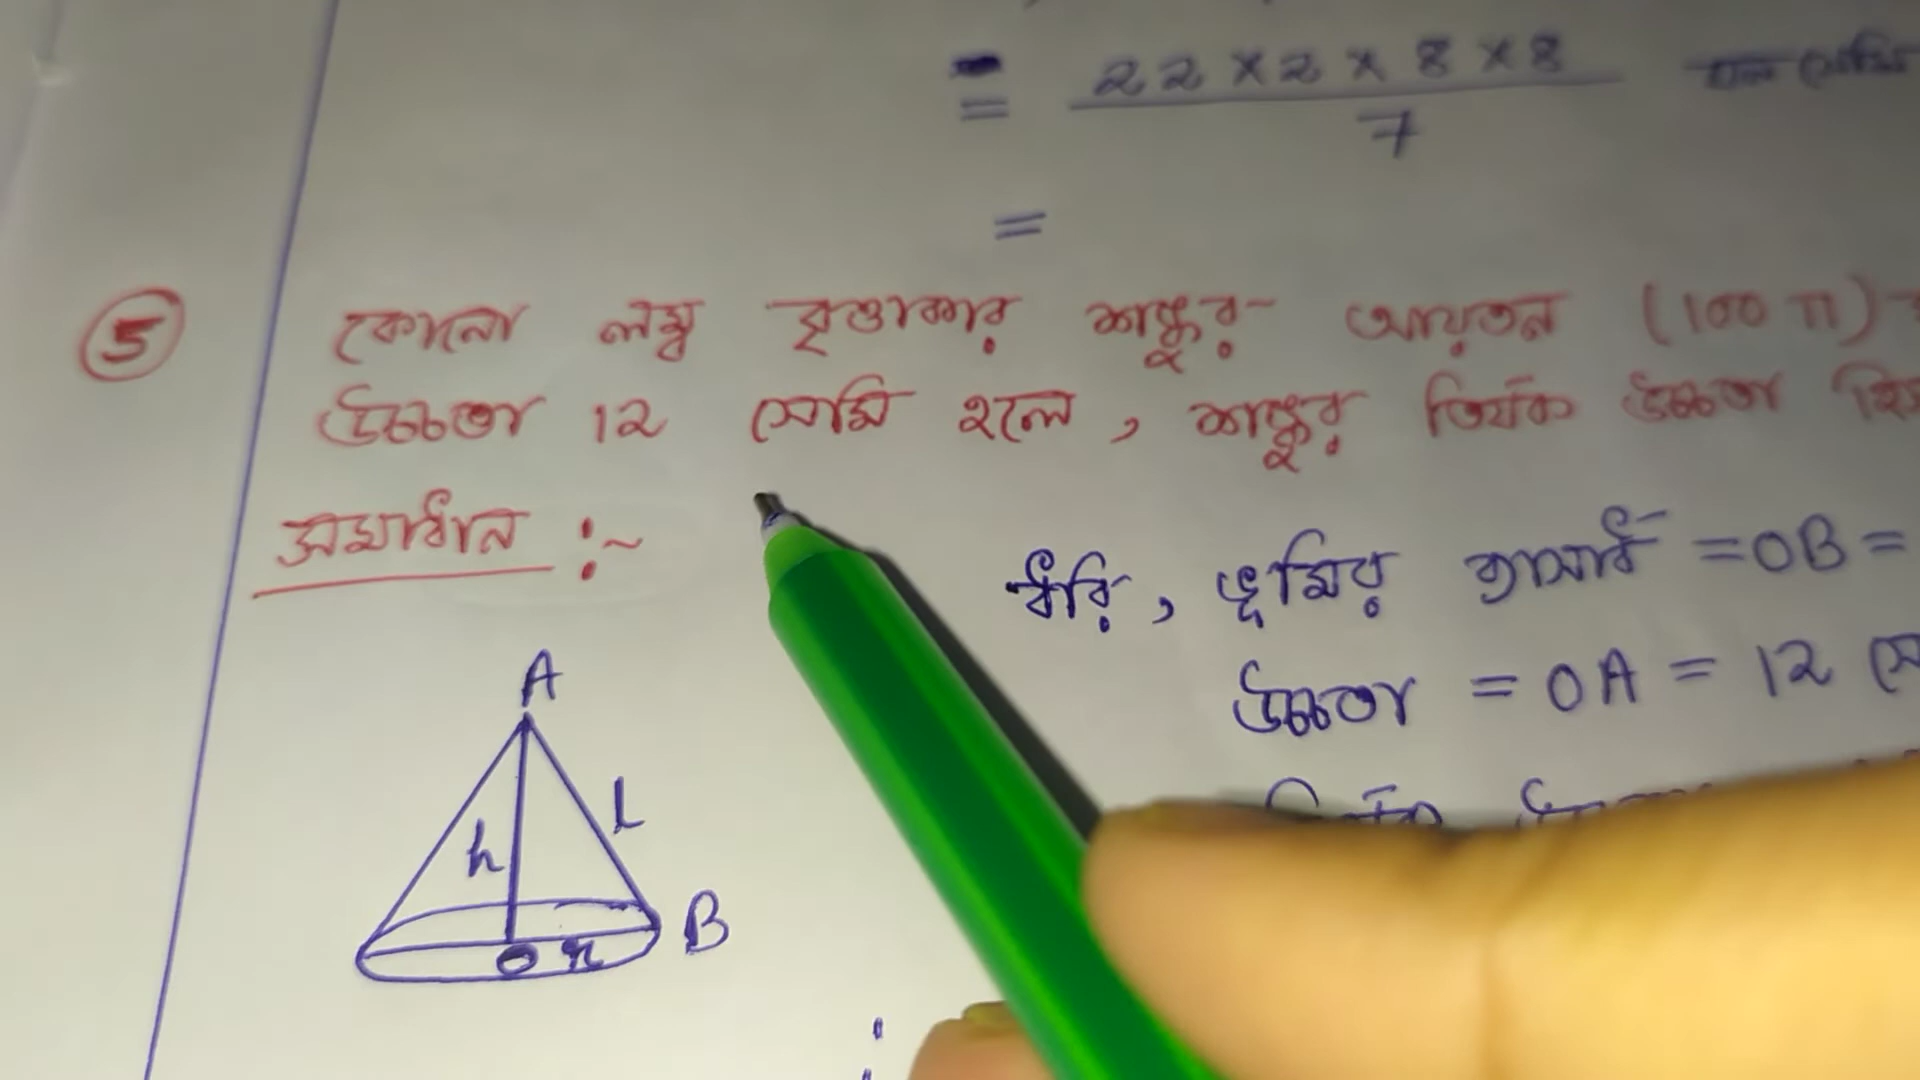 = 22 × 2 × 8 × 8
7
=
5 কোনো লম্ব বৃত্তাকার শঙ্কুর আয়তন (100 π)
উচ্চতা 12 সেমি হলে, শঙ্কুর তির্যক উচ্চতা
সমাধান :~
ধরি, ভূমির ব্যাসার্ধ = OB =
উচ্চতা = OA = 12
A
L
h
B
O r